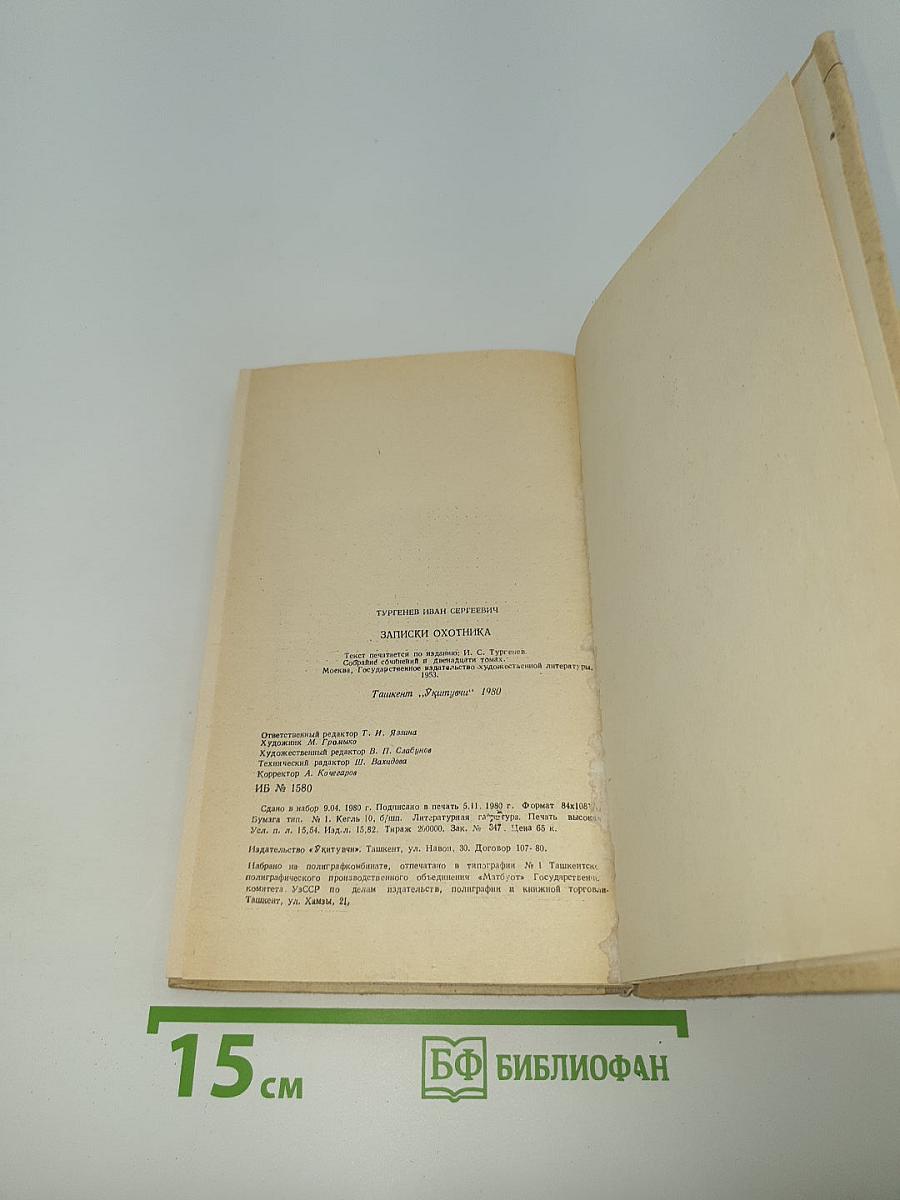 ТУРГЕНЕВ ИВАН СЕРГЕЕВИЧ
ЗАПИСКИ ОХОТНИКА
Текст печатается по изданию: И. С. Тургенев.
Собрание сочинений в двенадцати томах.
Москва, Государственное издательство художественной литературы,
1953.
Ташкент „Ўқитувчи“ 1980
Ответственный редактор Т. И. Язгина
Художник М. Громыко
Художественный редактор В. П. Слабунов
Технический радактор Ш. Вахидова
Корректор А. Кочегаров
ИБ № 1580
Сдано в набор 9.04. 1980 г. Подписано в печать 5.11. 1980 г. Формат 84х108
Бумага тип. № 1. Кегль 10, б/шп. Литературная гарнитура. Печать высокая
Усл. п. л. 15,54. Изд.л. 15,82. Тираж 200000. Зак. № 347. Цена 65 к.
Издательство «Ўқитувчи». Ташкент, ул. Навои, 30. Договор 107-80.
Набрано на полиграфкомбинате, отпечатано в типографии № 1 Ташкентско
полиграфического производственного объединения «Матбуот» Государственн
комитета УзССР по делам издательств, полиграфии и книжной торговли
Ташкент, ул. Хамзы, 21.
15 см
БФ БИБЛИОФАН